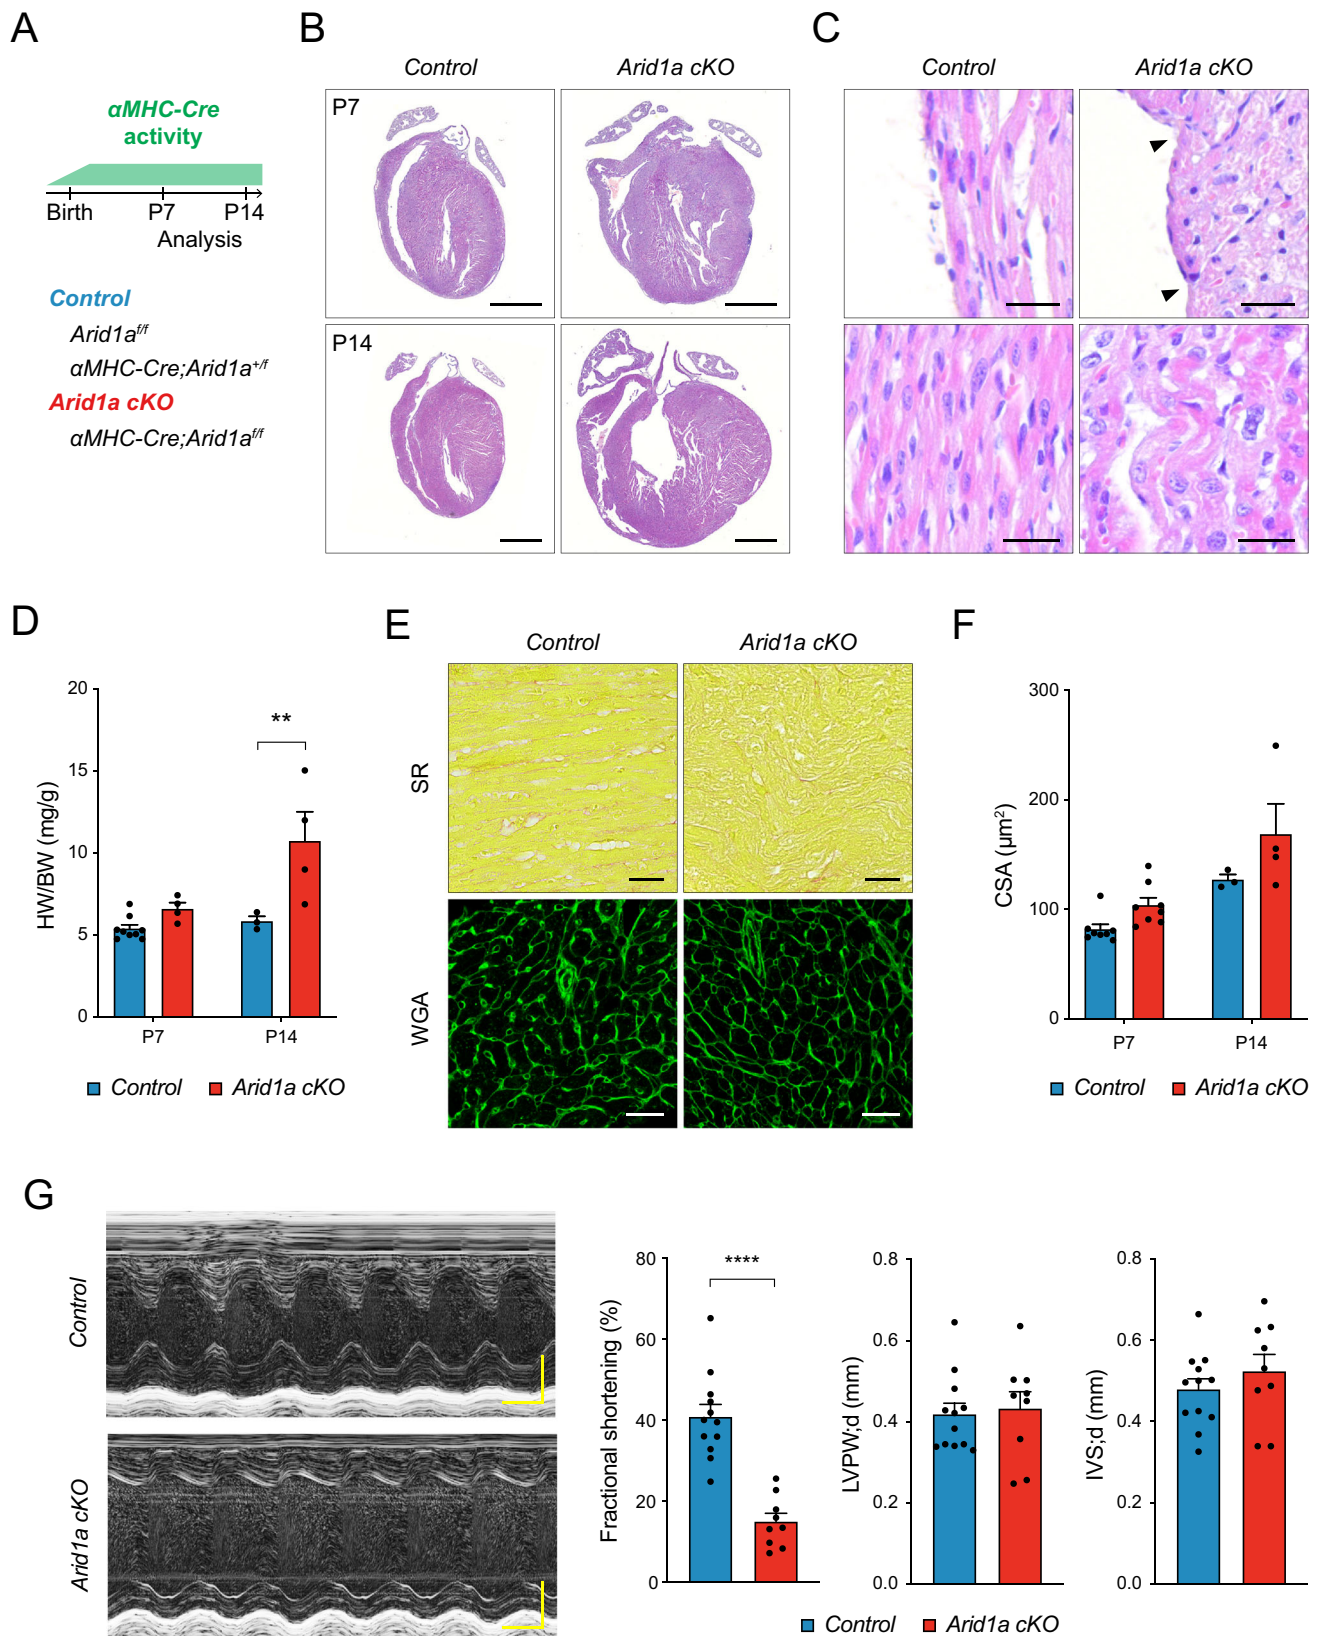 A
αMHC-Cre
activity
Birth P7 P14
Analysis
Control
Arid1a^f/f
αMHC-Cre;Arid1a^+/f
Arid1a cKO
αMHC-Cre;Arid1a^f/f
B
Control Arid1a cKO
P7
P14
C
Control Arid1a cKO
D
HW/BW (mg/g)
20
15
10
5
0
**
P7 P14
Control Arid1a cKO
E
Control Arid1a cKO
SR
WGA
F
CSA (µm²)
300
200
100
0
P7 P14
Control Arid1a cKO
G
Control
Arid1a cKO
Fractional shortening (%)
80
60
40
20
0
****
LVPW;d (mm)
0.8
0.6
0.4
0.2
0.0
IVS;d (mm)
0.8
0.6
0.4
0.2
0.0
Control Arid1a cKO